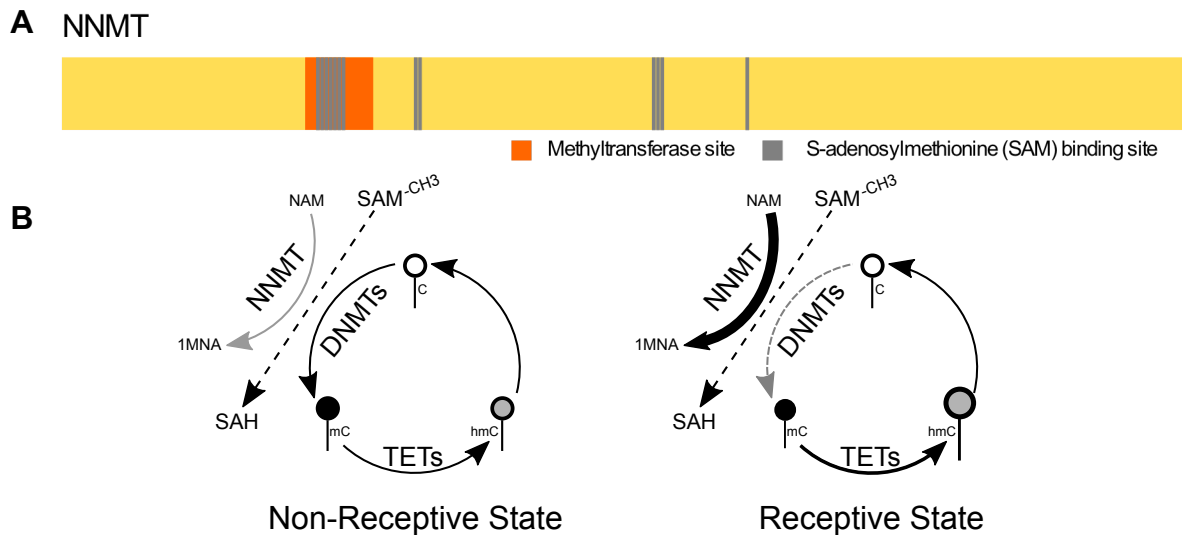 A NNMT
Methyltransferase site
S-adenosylmethionine (SAM) binding site
B
NAM
SAM-CH3
NNMT
DNMTs
C
1MNA
SAH
mC
hmC
TETs
Non-Receptive State
NAM
SAM-CH3
NNMT
DNMTs
C
1MNA
SAH
mC
hmC
TETs
Receptive State